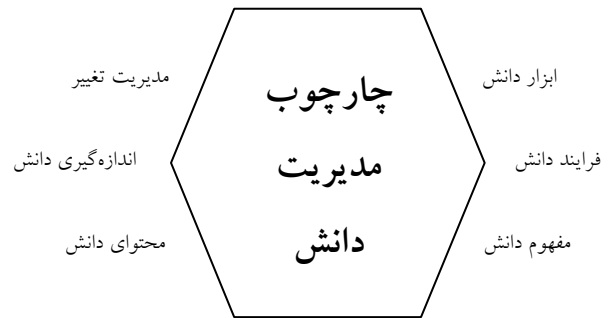 ابزار دانش
چارچوب
مدیریت تغییر
فرایند دانش
مدیریت
اندازه‌گیری دانش
مفهوم دانش
دانش
محتوای دانش